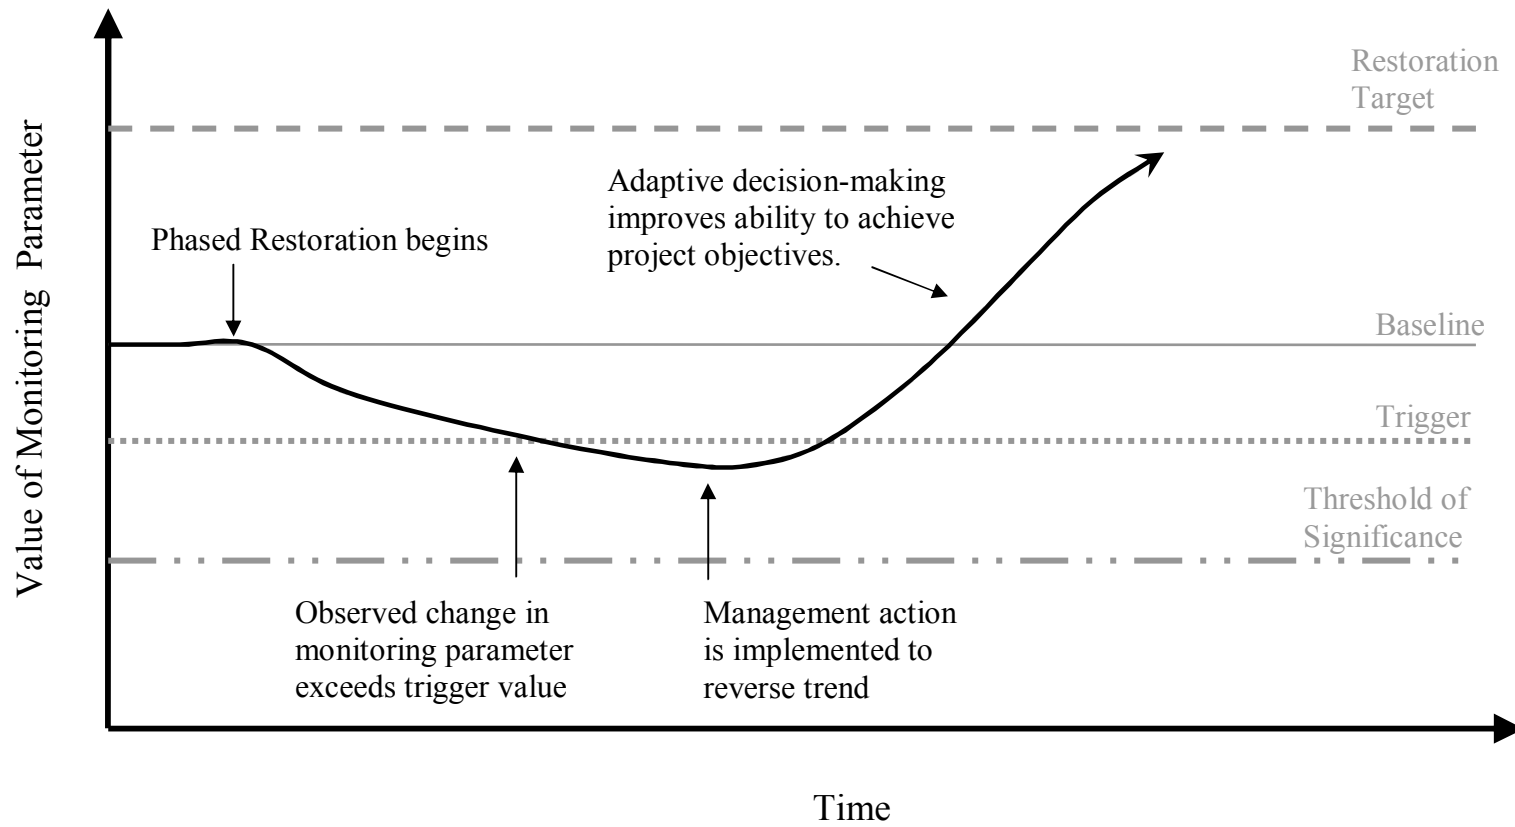 Restoration
Target
Adaptive decision-making
improves ability to achieve
project objectives.
Phased Restoration begins
Baseline
Trigger
Threshold of
Significance
Observed change in
monitoring parameter
exceeds trigger value
Management action
is implemented to
reverse trend
Value of Monitoring Parameter
Time